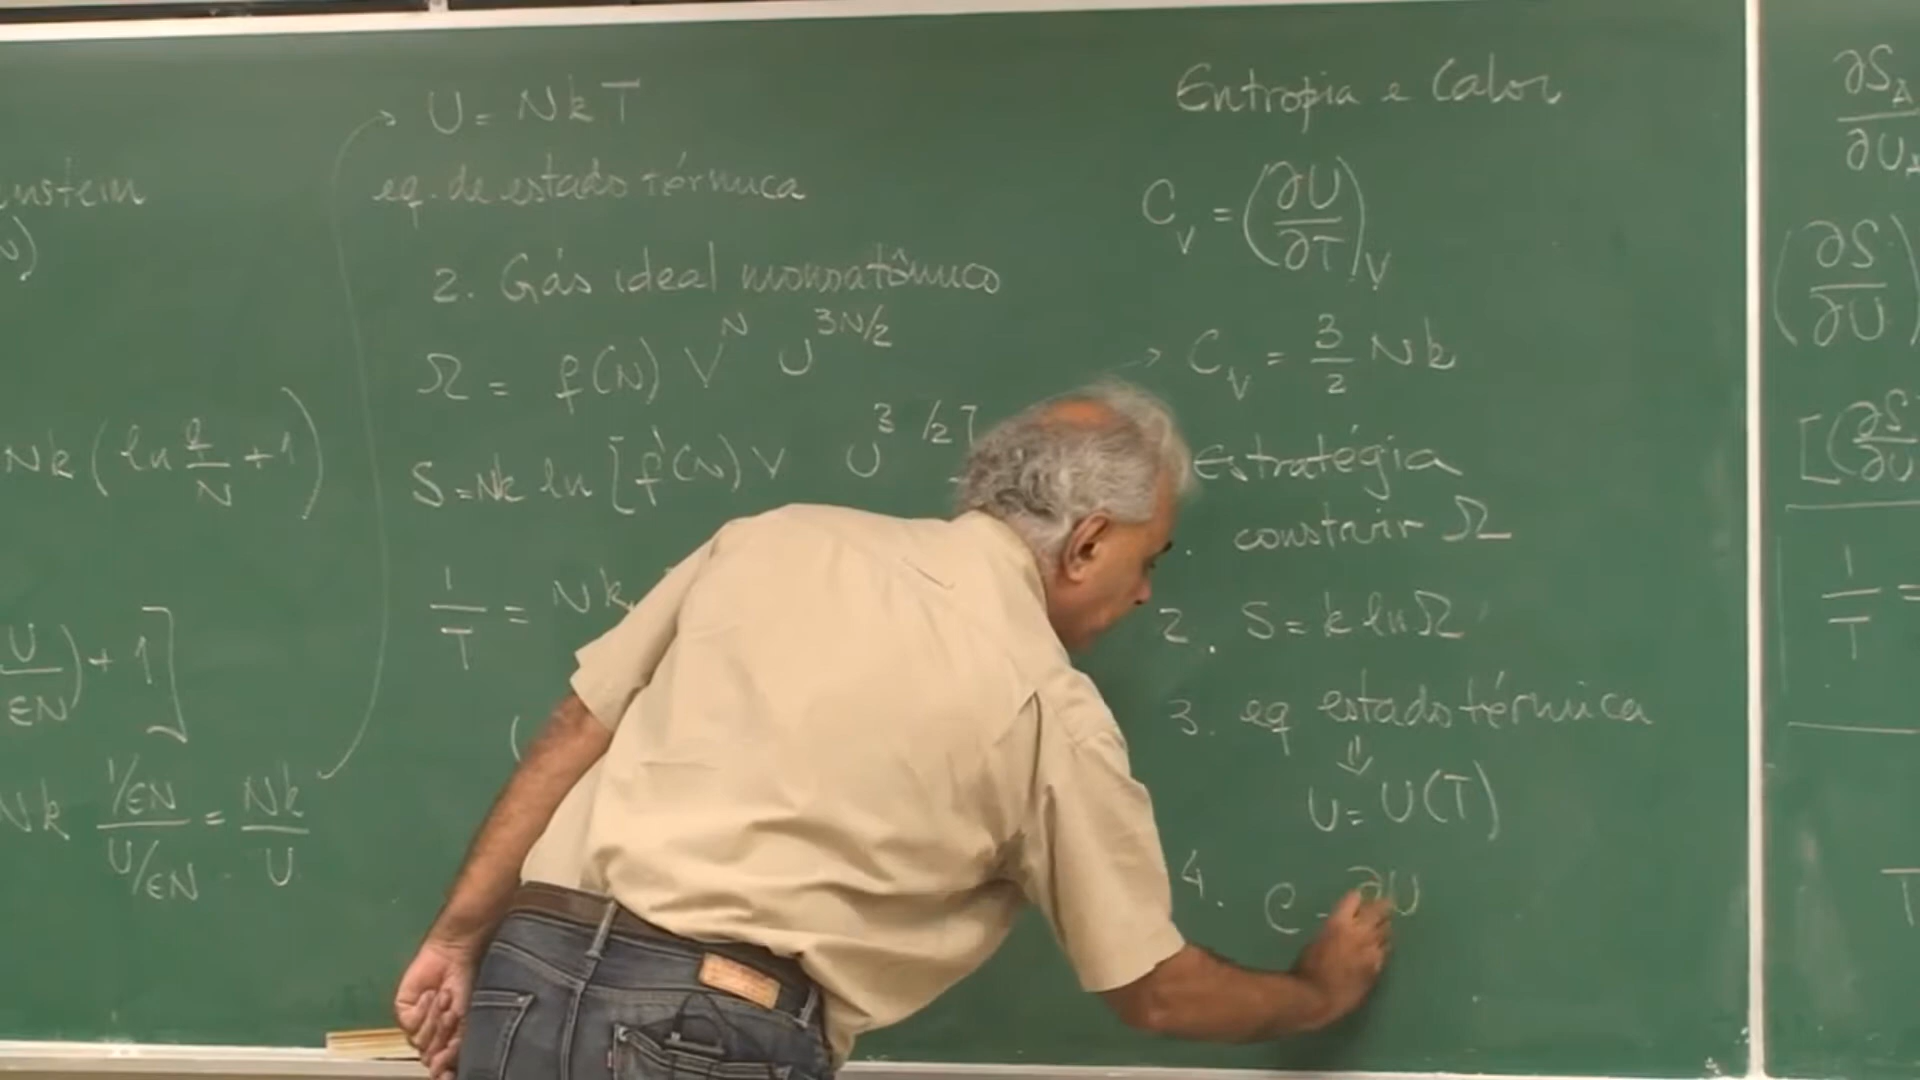 nstein
N)
Nk (ln q/N + 1)
U/εN) + 1]
Nk (1/εN)/(U/εN) = Nk/U
U = NkT
eq. de estado térmica
2. Gás ideal monoatômico
Ω = f(N) V^N U^{3N/2}
S = Nk ln [f'(N) V U^{3/2}]
1/T = Nk
(
Entropia e Calor
C_V = (∂U/∂T)_V
→ C_V = 3/2 Nk
Estratégia
. construir Ω
2. S = k ln Ω
3. eq estado térmica
⇓
U = U(T)
4. C = ∂U
∂S_A/∂U_A
(∂S/∂U)
[(∂S/∂U
1/T =
T